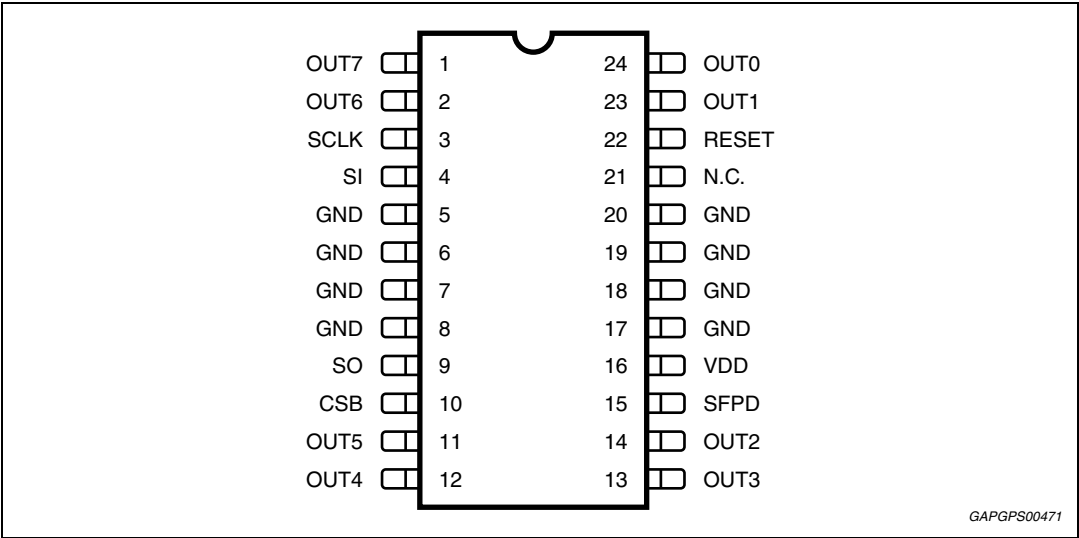 OUT7 1 24 OUT0
OUT6 2 23 OUT1
SCLK 3 22 RESET
SI 4 21 N.C.
GND 5 20 GND
GND 6 19 GND
GND 7 18 GND
GND 8 17 GND
SO 9 16 VDD
CSB 10 15 SFPD
OUT5 11 14 OUT2
OUT4 12 13 OUT3
GAPGPS00471